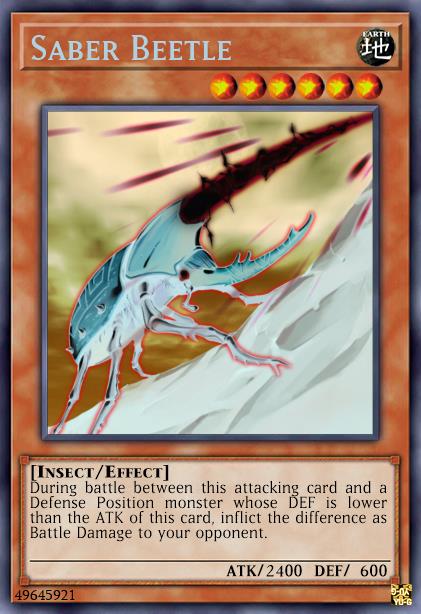 Saber Beetle
EARTH
地
[Insect/Effect]
During battle between this attacking card and a
Defense Position monster whose DEF is lower
than the ATK of this card, inflict the difference as
Battle Damage to your opponent.
ATK/2400 DEF/ 600
49645921